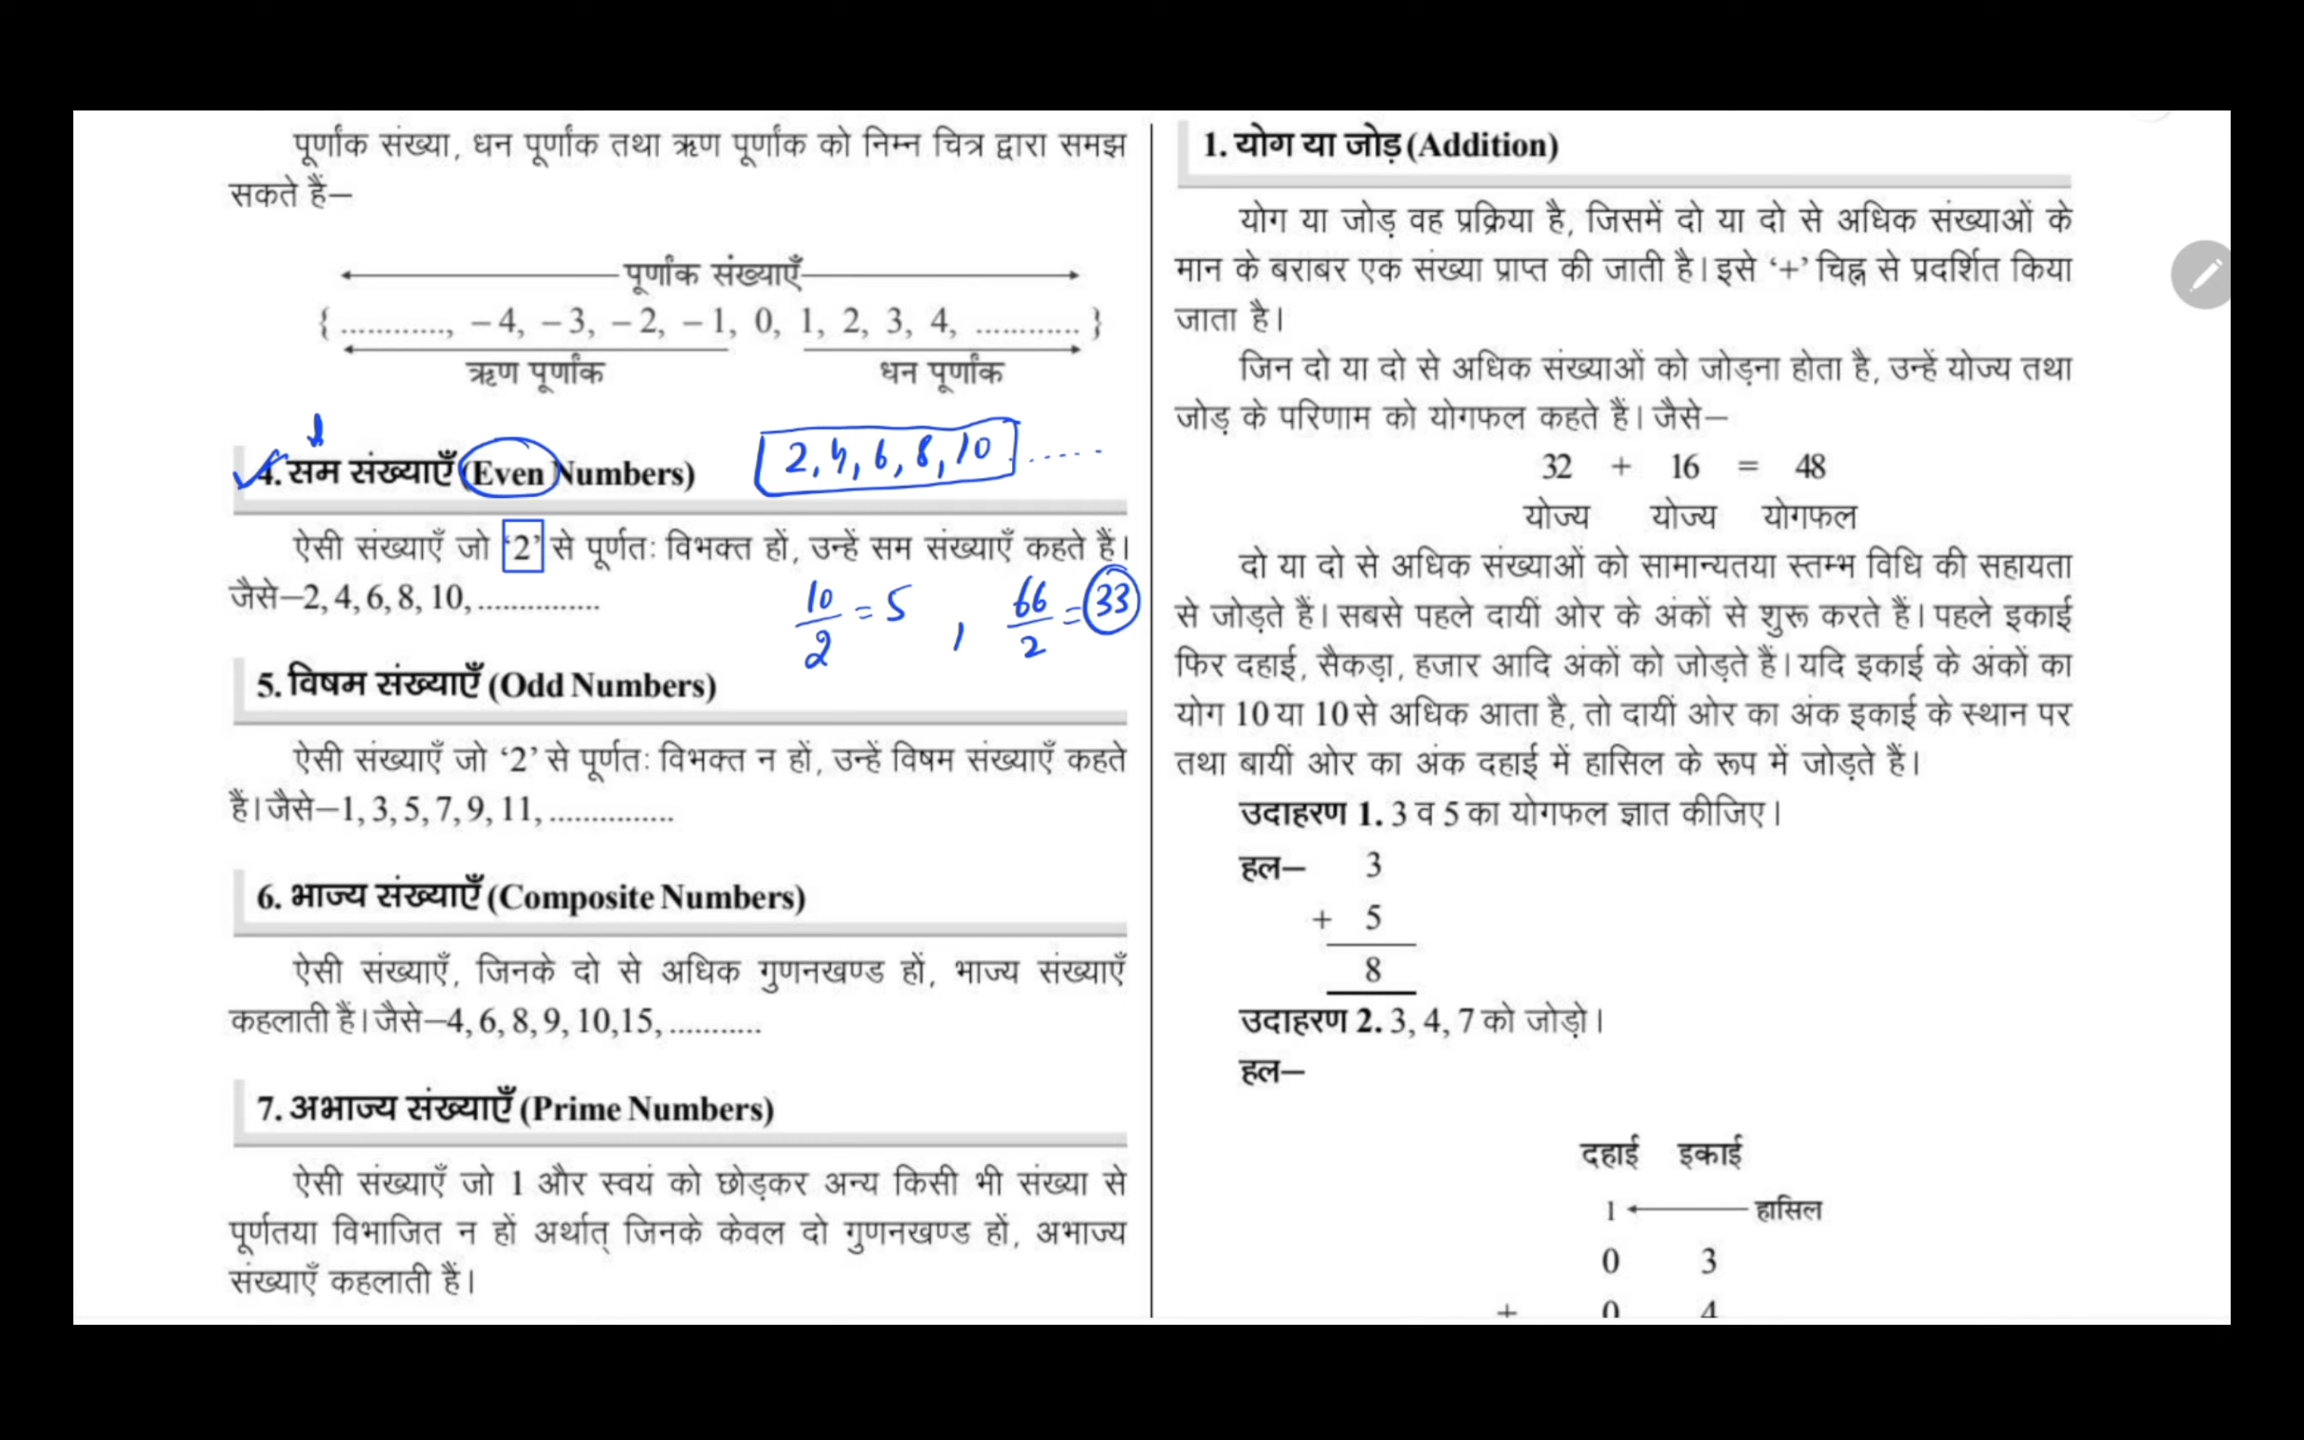 पूर्णांक संख्या, धन पूर्णांक तथा ऋण पूर्णांक को निम्न चित्र द्वारा समझ
सकते हैं—
पूर्णांक संख्याएँ
{ ............, – 4, – 3, – 2, – 1, 0, 1, 2, 3, 4, ............ }
ऋण पूर्णांक धन पूर्णांक
4. सम संख्याएँ (Even Numbers)
2, 4, 6, 8, 10 ......
ऐसी संख्याएँ जो ‘2’ से पूर्णतः विभक्त हों, उन्हें सम संख्याएँ कहते हैं।
जैसे—2, 4, 6, 8, 10, ...............
10/2 = 5 , 66/2 = 33
5. विषम संख्याएँ (Odd Numbers)
ऐसी संख्याएँ जो ‘2’ से पूर्णतः विभक्त न हों, उन्हें विषम संख्याएँ कहते
हैं। जैसे—1, 3, 5, 7, 9, 11, ...............
6. भाज्य संख्याएँ (Composite Numbers)
ऐसी संख्याएँ, जिनके दो से अधिक गुणनखण्ड हों, भाज्य संख्याएँ
कहलाती हैं। जैसे—4, 6, 8, 9, 10,15, ...........
7. अभाज्य संख्याएँ (Prime Numbers)
ऐसी संख्याएँ जो 1 और स्वयं को छोड़कर अन्य किसी भी संख्या से
पूर्णतया विभाजित न हों अर्थात् जिनके केवल दो गुणनखण्ड हों, अभाज्य
संख्याएँ कहलाती हैं।
1. योग या जोड़ (Addition)
योग या जोड़ वह प्रक्रिया है, जिसमें दो या दो से अधिक संख्याओं के
मान के बराबर एक संख्या प्राप्त की जाती है। इसे ‘+’ चिह्न से प्रदर्शित किया
जाता है।
जिन दो या दो से अधिक संख्याओं को जोड़ना होता है, उन्हें योज्य तथा
जोड़ के परिणाम को योगफल कहते हैं। जैसे—
32 + 16 = 48
योज्य योज्य योगफल
दो या दो से अधिक संख्याओं को सामान्यतया स्तम्भ विधि की सहायता
से जोड़ते हैं। सबसे पहले दायीं ओर के अंकों से शुरू करते हैं। पहले इकाई
फिर दहाई, सैकड़ा, हजार आदि अंकों को जोड़ते हैं। यदि इकाई के अंकों का
योग 10 या 10 से अधिक आता है, तो दायीं ओर का अंक इकाई के स्थान पर
तथा बायीं ओर का अंक दहाई में हासिल के रूप में जोड़ते हैं।
उदाहरण 1. 3 व 5 का योगफल ज्ञात कीजिए।
हल— 3
+ 5
8
उदाहरण 2. 3, 4, 7 को जोड़ो।
हल—
दहाई इकाई
1 हासिल
0 3
+ 0 4